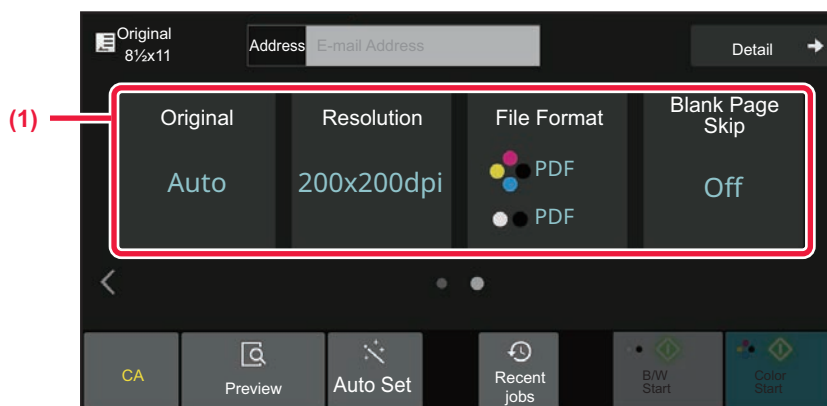 Original
8½x11
Address
E-mail Address
Detail
(1)
Original
Auto
Resolution
200x200dpi
File Format
PDF
PDF
Blank Page
Skip
Off
CA
Preview
Auto Set
Recent
jobs
B/W
Start
Color
Start